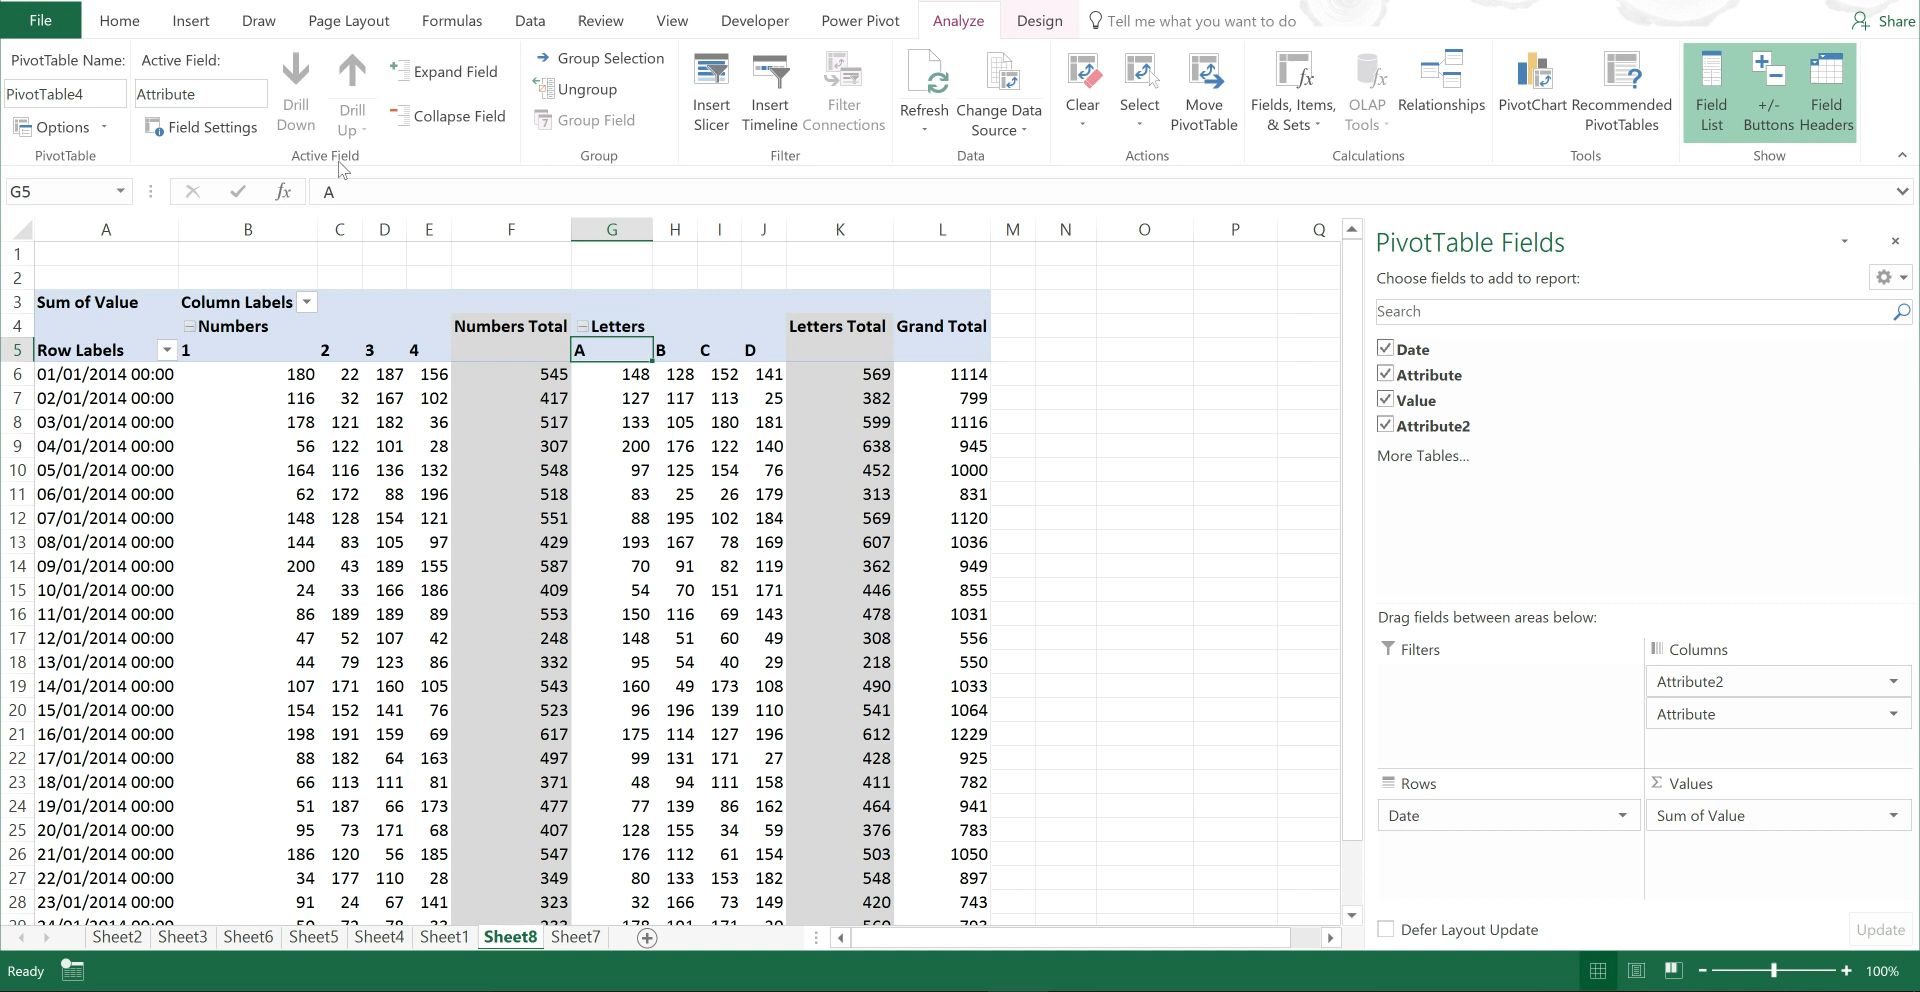 File Home Insert Draw Page Layout Formulas Data Review View Developer Power Pivot Analyze Design Tell me what you want to do Share
PivotTable Name:
PivotTable4
Options
PivotTable
Active Field:
Attribute
Field Settings
Drill Down
Drill Up
Expand Field
Collapse Field
Active Field
Group Selection
Ungroup
Group Field
Group
Insert Slicer
Insert Timeline
Filter Connections
Filter
Refresh
Change Data Source
Data
Clear
Select
Move PivotTable
Actions
Fields, Items, & Sets
OLAP Tools
Relationships
Calculations
PivotChart
Recommended PivotTables
Tools
Field List
+/- Buttons
Field Headers
Show
G5 fx A
A B C D E F G H I J K L M N O P Q
1
2
3 Sum of Value Column Labels
4 Numbers Numbers Total Letters Letters Total Grand Total
5 Row Labels 1 2 3 4 A B C D
6 01/01/2014 00:00 180 22 187 156 545 148 128 152 141 569 1114
7 02/01/2014 00:00 116 32 167 102 417 127 117 113 25 382 799
8 03/01/2014 00:00 178 121 182 36 517 133 105 180 181 599 1116
9 04/01/2014 00:00 56 122 101 28 307 200 176 122 140 638 945
10 05/01/2014 00:00 164 116 136 132 548 97 125 154 76 452 1000
11 06/01/2014 00:00 62 172 88 196 518 83 25 26 179 313 831
12 07/01/2014 00:00 148 128 154 121 551 88 195 102 184 569 1120
13 08/01/2014 00:00 144 83 105 97 429 193 167 78 169 607 1036
14 09/01/2014 00:00 200 43 189 155 587 70 91 82 119 362 949
15 10/01/2014 00:00 24 33 166 186 409 54 70 151 171 446 855
16 11/01/2014 00:00 86 189 189 89 553 150 116 69 143 478 1031
17 12/01/2014 00:00 47 52 107 42 248 148 51 60 49 308 556
18 13/01/2014 00:00 44 79 123 86 332 95 54 40 29 218 550
19 14/01/2014 00:00 107 171 160 105 543 160 49 173 108 490 1033
20 15/01/2014 00:00 154 152 141 76 523 96 196 139 110 541 1064
21 16/01/2014 00:00 198 191 159 69 617 175 114 127 196 612 1229
22 17/01/2014 00:00 88 182 64 163 497 99 131 171 27 428 925
23 18/01/2014 00:00 66 113 111 81 371 48 94 111 158 411 782
24 19/01/2014 00:00 51 187 66 173 477 77 139 86 162 464 941
25 20/01/2014 00:00 95 73 171 68 407 128 155 34 59 376 783
26 21/01/2014 00:00 186 120 56 185 547 176 112 61 154 503 1050
27 22/01/2014 00:00 34 177 110 28 349 80 133 153 182 548 897
28 23/01/2014 00:00 91 24 67 141 323 32 166 73 149 420 743
PivotTable Fields
Choose fields to add to report:
Search
Date
Attribute
Value
Attribute2
More Tables...
Drag fields between areas below:
Filters Columns
Attribute2
Attribute
Rows Σ Values
Date Sum of Value
Defer Layout Update Update
Sheet2 Sheet3 Sheet6 Sheet5 Sheet4 Sheet1 Sheet8 Sheet7
Ready 100%